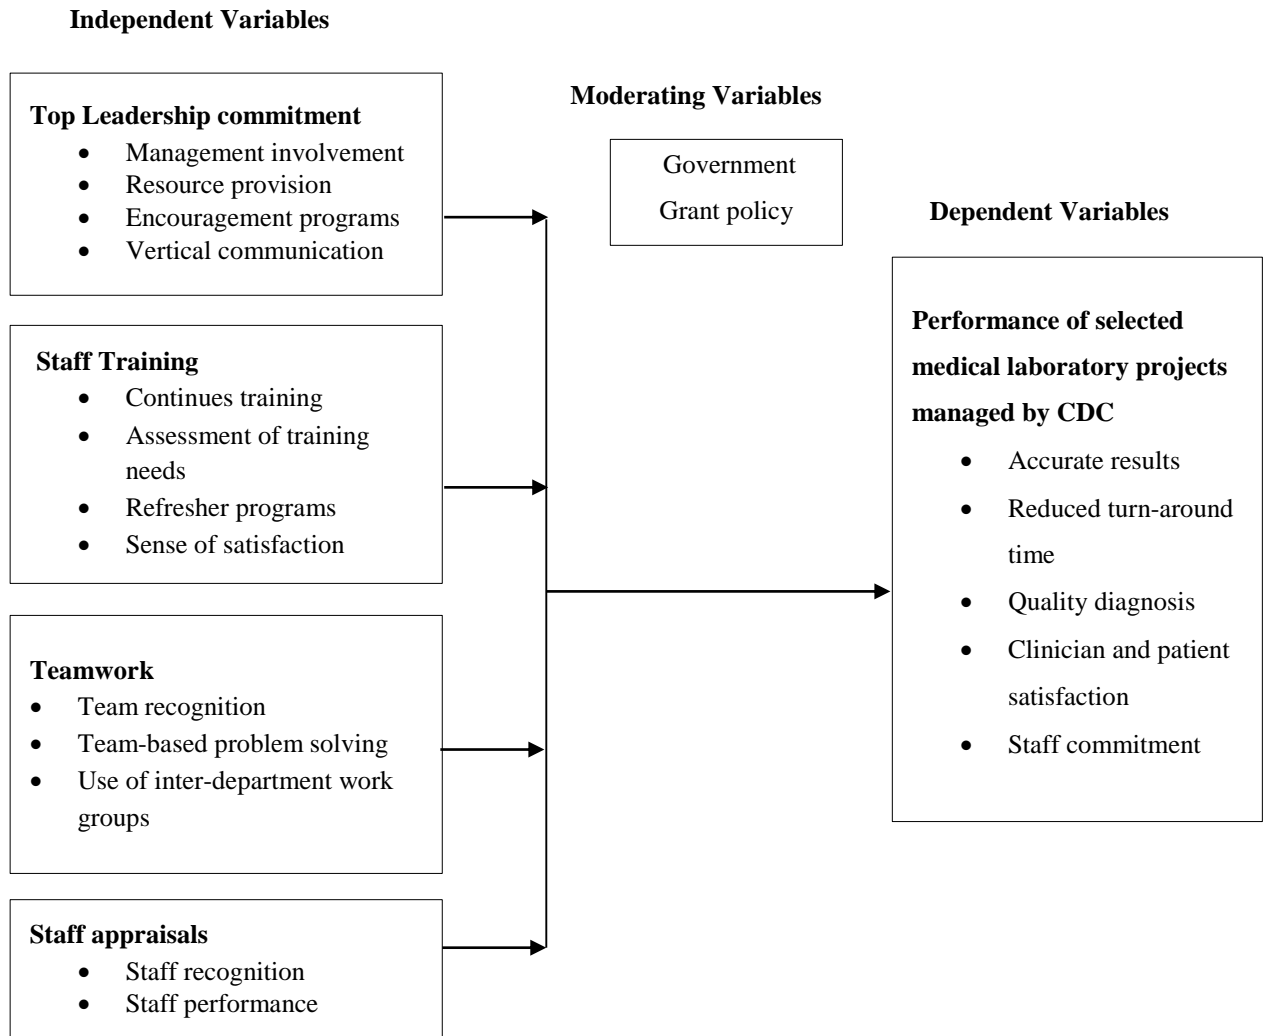 Independent Variables
Top Leadership commitment
• Management involvement
• Resource provision
• Encouragement programs
• Vertical communication
Staff Training
• Continues training
• Assessment of training
needs
• Refresher programs
• Sense of satisfaction
Teamwork
• Team recognition
• Team-based problem solving
• Use of inter-department work
groups
Staff appraisals
• Staff recognition
• Staff performance
Moderating Variables
Government
Grant policy
Dependent Variables
Performance of selected
medical laboratory projects
managed by CDC
• Accurate results
• Reduced turn-around
time
• Quality diagnosis
• Clinician and patient
satisfaction
• Staff commitment